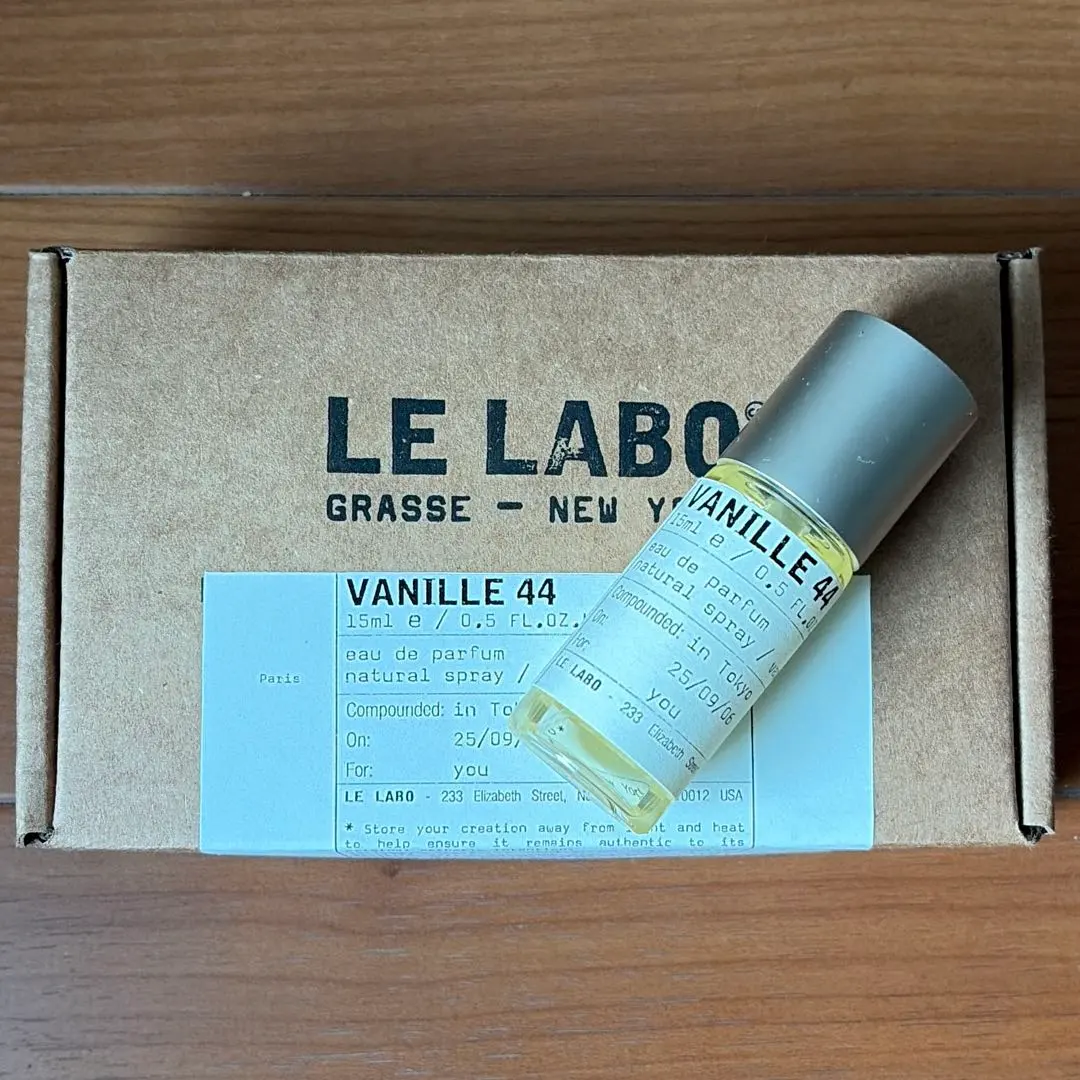 LE LABO
GRASSE — NEW
VANILLE 44
15ml e / 0.5 FL.OZ.
eau de parfum
natural spray /
Paris
Compounded: in
On: 25/09/
For: you
LE LABO - 233 Elizabeth Street, USA
* Store your creation away from and heat
to help ensure it remains authentic to its
VANILLE 44
15ml e / 0.5 FL.
eau de parfum
natural spray /
Compounded: in Tokyo
On: 25/09/06
For: you
LE LABO - 233 Elizabeth